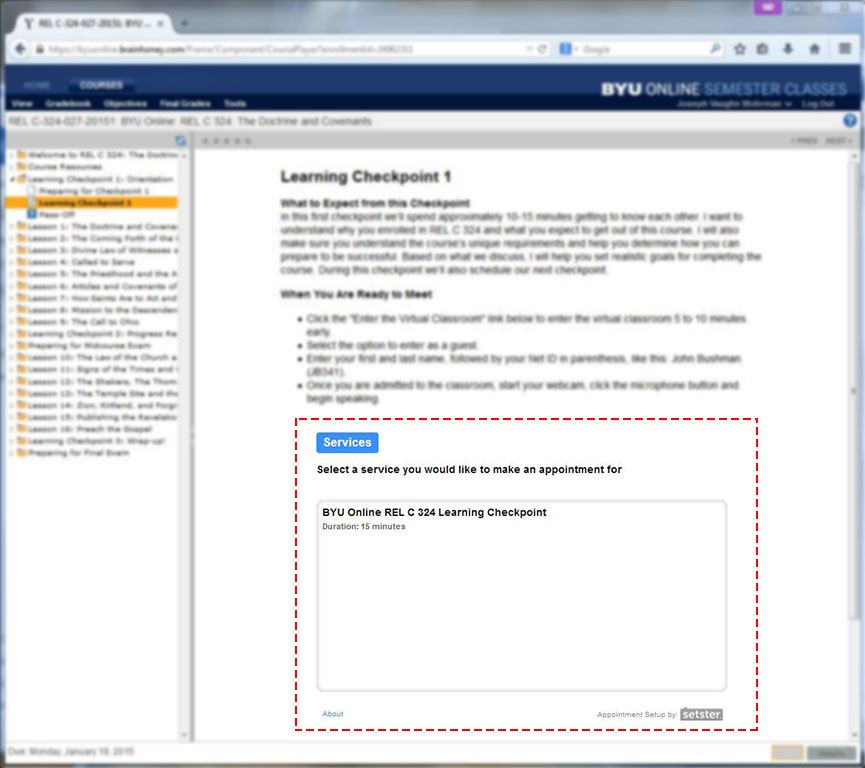 REL C-324-027-20151: BYU ...
https://byuonline.brainhoney.com/Frame/Component/CoursePlayer?enrollmentid=
Google
HOME COURSES
BYU ONLINE SEMESTER CLASSES
View Gradebook Objectives Final Grades Tools
Joseph Vaughn Log Out
REL C-324-027-20151: BYU Online: REL C 324: The Doctrine and Covenants
< PREV NEXT >
Welcome to REL C 324: The Doctrine
Course Resources
Learning Checkpoint 1: Orientation
Preparing for Checkpoint 1
Learning Checkpoint 1
Pass-Off
Lesson 1: The Doctrine and Covena
Lesson 2: The Coming Forth of the
Lesson 3: Divine Law of Witnesses a
Lesson 4: Called to Serve
Lesson 5: The Priesthood and the A
Lesson 6: Articles and Covenants of
Lesson 7: How Saints Are to Act and
Lesson 8: Mission to the Descendan
Lesson 9: The Call to Ohio
Learning Checkpoint 2: Progress Re
Preparing for Midcourse Exam
Lesson 10: The Law of the Church a
Lesson 11: Signs of the Times and
Lesson 12: The Shakers, The Thom
Lesson 13: The Temple Site and the
Lesson 14: Zion, Kirtland, and Forgi
Lesson 15: Publishing the Revelatio
Lesson 16: Preach the Gospel
Learning Checkpoint 3: Wrap-up!
Preparing for Final Exam
Learning Checkpoint 1
What to Expect from this Checkpoint
In this first checkpoint we'll spend approximately 10-15 minutes getting to know each other. I want to
understand why you enrolled in REL C 324 and what you expect to get out of this course. I will also
make sure you understand the course's unique requirements and help you determine how you can
prepare to be successful. Based on what we discuss, I will help you set realistic goals for completing the
course. During this checkpoint we'll also schedule our next checkpoint.
When You Are Ready to Meet
• Click the "Enter the Virtual Classroom" link below to enter the virtual classroom 5 to 10 minutes
early.
• Select the option to enter as a guest.
• Enter your first and last name, followed by your Net ID in parenthesis, like this: John Bushman
(JB341).
• Once you are admitted to the classroom, start your webcam, click the microphone button and
begin speaking.
Services
Select a service you would like to make an appointment for
BYU Online REL C 324 Learning Checkpoint
Duration: 15 minutes
About
Appointment Setup by: setster
Due: Monday, January 19, 2015